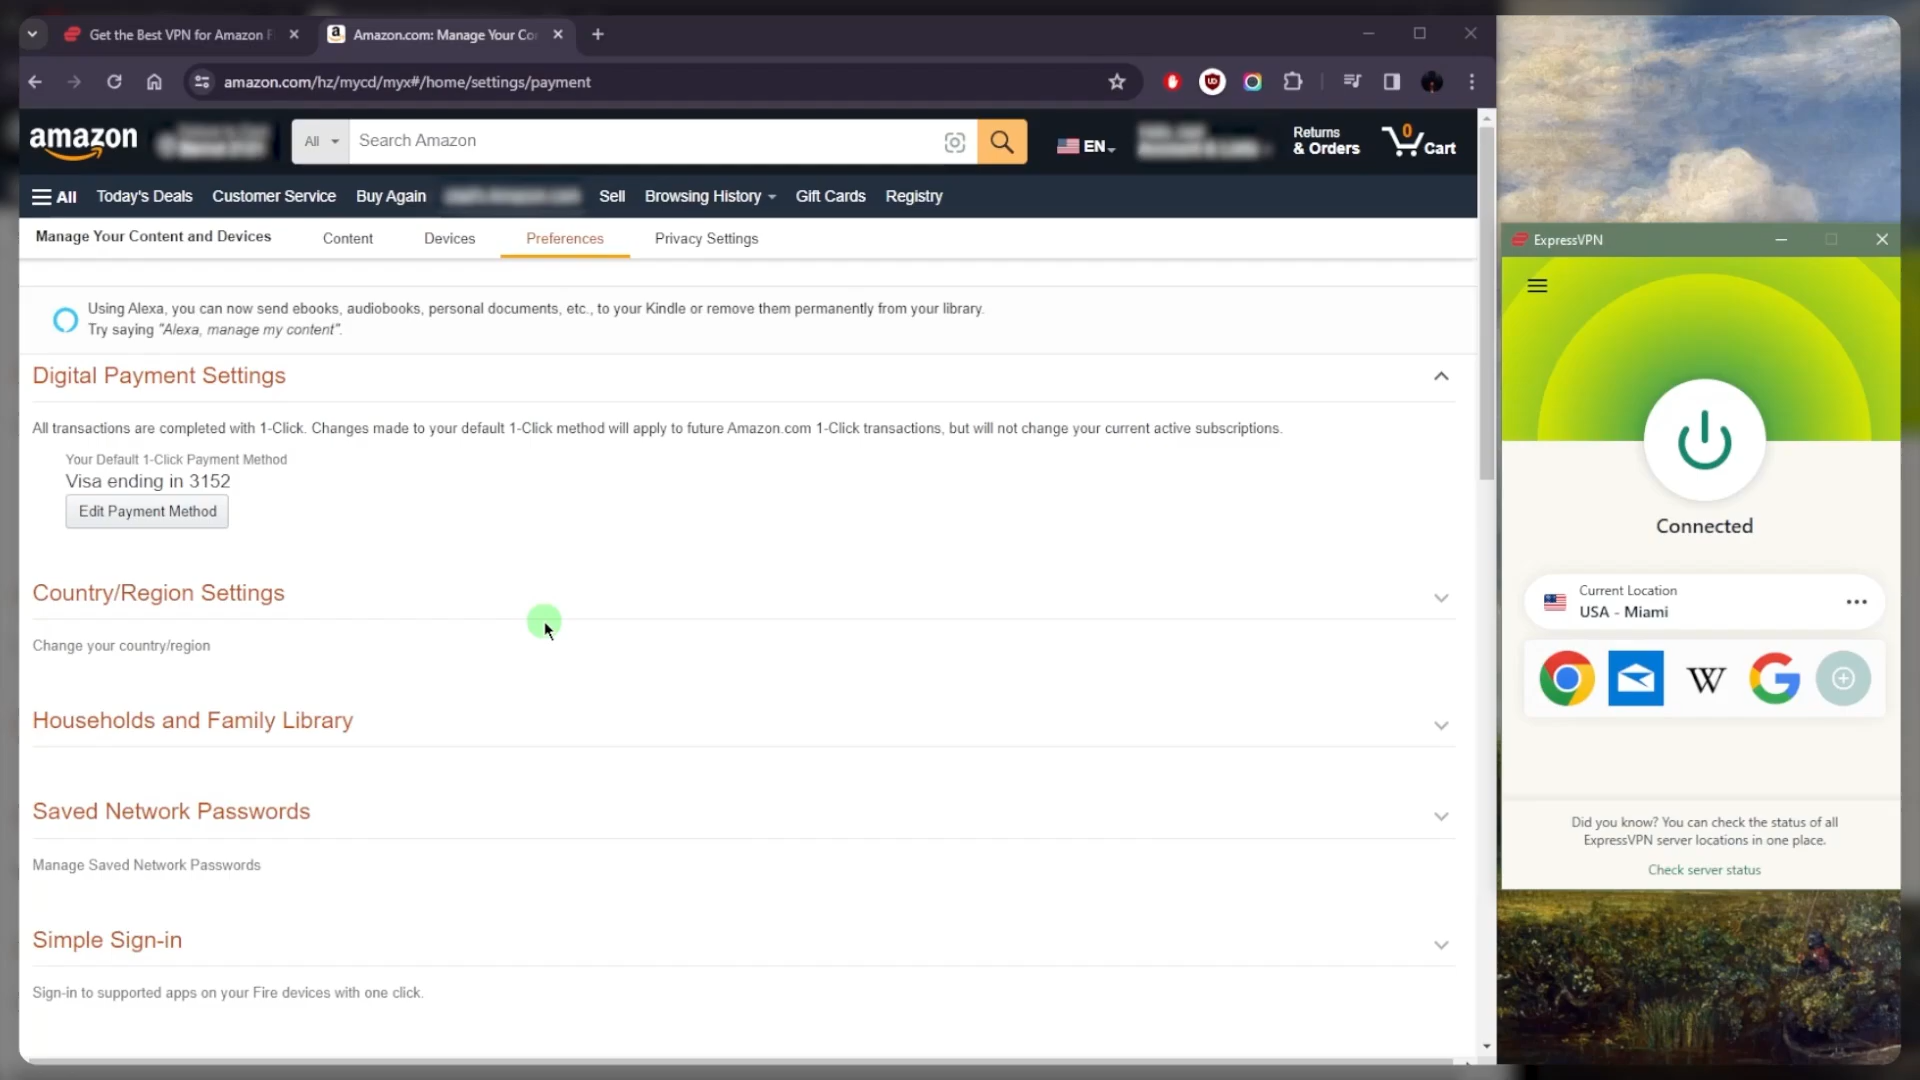 Get the Best VPN for Amazon F
Amazon.com: Manage Your Co
amazon.com/hz/mycd/myx#/home/settings/payment
amazon
All
Search Amazon
EN
Returns
& Orders
0
Cart
All
Today's Deals
Customer Service
Buy Again
Sell
Browsing History
Gift Cards
Registry
Manage Your Content and Devices
Content
Devices
Preferences
Privacy Settings
Using Alexa, you can now send ebooks, audiobooks, personal documents, etc., to your Kindle or remove them permanently from your library.
Try saying "Alexa, manage my content".
Digital Payment Settings
All transactions are completed with 1-Click. Changes made to your default 1-Click method will apply to future Amazon.com 1-Click transactions, but will not change your current active subscriptions.
Your Default 1-Click Payment Method
Visa ending in 3152
Edit Payment Method
Country/Region Settings
Change your country/region
Households and Family Library
Saved Network Passwords
Manage Saved Network Passwords
Simple Sign-in
Sign-in to supported apps on your Fire devices with one click.
ExpressVPN
Connected
Current Location
USA - Miami
W
G
Did you know? You can check the status of all
ExpressVPN server locations in one place.
Check server status